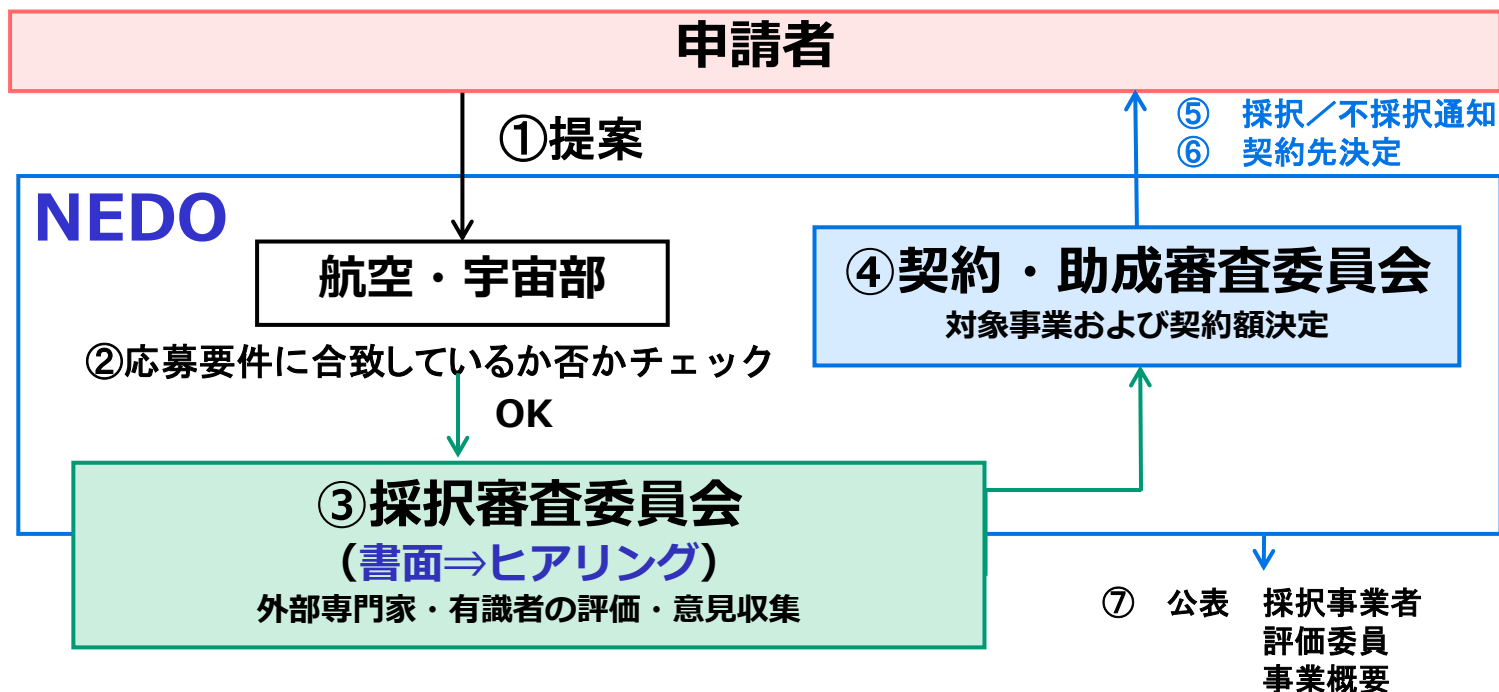 申請者
①提案
⑤　採択／不採択通知
⑥　契約先決定
NEDO
航空・宇宙部
④契約・助成審査委員会
対象事業および契約額決定
②応募要件に合致しているか否かチェック
OK
③採択審査委員会
（書面⇒ヒアリング）
外部専門家・有識者の評価・意見収集
⑦　公表　採択事業者
評価委員
事業概要